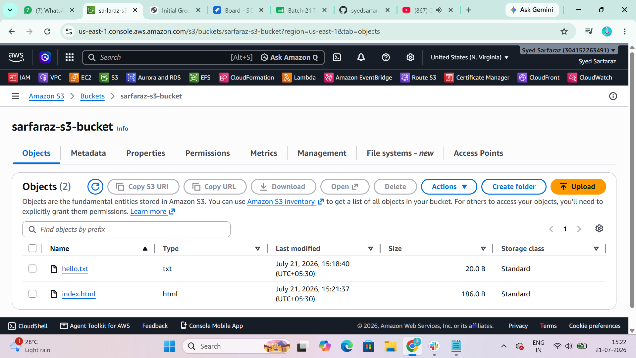 (7) Whats
sarfaraz-s3
Initial Grou
Board - S
Batch-21 T
syedsarfar
(867)
Ask Gemini
us-east-1.console.aws.amazon.com/s3/buckets/sarfaraz-s3-bucket?region=us-east-1&tab=objects
aws
Search [Alt+S] Ask Amazon Q
United States (N. Virginia)
Syed Sarfaraz (304152263491)
Syed Sarfaraz
IAM VPC EC2 S3 Aurora and RDS EFS CloudFormation Lambda Amazon EventBridge Route 53 Certificate Manager CloudFront CloudWatch
Amazon S3 > Buckets > sarfaraz-s3-bucket
sarfaraz-s3-bucket Info
Objects Metadata Properties Permissions Metrics Management File systems - new Access Points
Objects (2)
Copy S3 URI Copy URL Download Open Delete Actions Create folder Upload
Objects are the fundamental entities stored in Amazon S3. You can use Amazon S3 inventory to get a list of all objects in your bucket. For others to access your objects, you'll need to
explicitly grant them permissions. Learn more
Find objects by prefix
1
Name Type Last modified Size Storage class
hello.txt txt July 21, 2026, 15:18:40 (UTC+05:30) 20.0 B Standard
index.html html July 21, 2026, 15:21:37 (UTC+05:30) 186.0 B Standard
CloudShell Agent Toolkit for AWS Feedback Console Mobile App
© 2026, Amazon Web Services, Inc. or its affiliates. Privacy Terms Cookie preferences
1
28°C
Light rain
Search
ENG
IN
15:22
21-07-2026